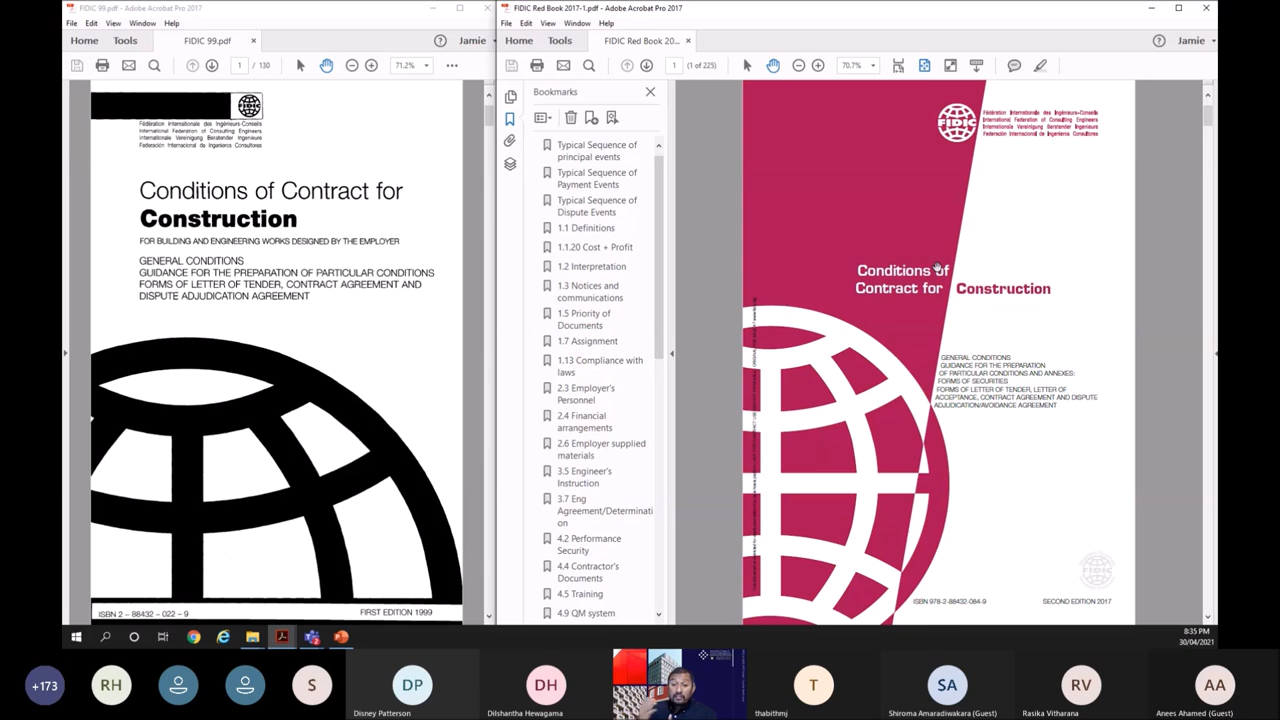 FIDIC 99.pdf - Adobe Acrobat Pro 2017
File Edit View Window Help
Home Tools FIDIC 99.pdf × Jamie
1 / 130 71.2%
Fédération Internationale des Ingénieurs-Conseils
International Federation of Consulting Engineers
Internationale Vereinigung Beratender Ingenieure
Federación Internacional de Ingenieros Consultores
Conditions of Contract for
Construction
FOR BUILDING AND ENGINEERING WORKS DESIGNED BY THE EMPLOYER
GENERAL CONDITIONS
GUIDANCE FOR THE PREPARATION OF PARTICULAR CONDITIONS
FORMS OF LETTER OF TENDER, CONTRACT AGREEMENT AND
DISPUTE ADJUDICATION AGREEMENT
ISBN 2 – 88432 – 022 – 9 FIRST EDITION 1999
FIDIC Red Book 2017-1.pdf - Adobe Acrobat Pro 2017
File Edit View Window Help
Home Tools FIDIC Red Book 20... × Jamie
1 (1 of 225) 70.7%
Bookmarks
Typical Sequence of
principal events
Typical Sequence of
Payment Events
Typical Sequence of
Dispute Events
1.1 Definitions
1.1.20 Cost + Profit
1.2 Interpretation
1.3 Notices and
communications
1.5 Priority of
Documents
1.7 Assignment
1.13 Compliance with
laws
2.3 Employer's
Personnel
2.4 Financial
arrangements
2.6 Employer supplied
materials
3.5 Engineer's
Instruction
3.7 Eng
Agreement/Determinati
on
4.2 Performance
Security
4.4 Contractor's
Documents
4.5 Training
4.9 QM system
FIDIC
Fédération Internationale des Ingénieurs-Conseils
International Federation of Consulting Engineers
Internationale Vereinigung Beratender Ingenieure
Federación Internacional de Ingenieros Consultores
Conditions of
Contract for Construction
GENERAL CONDITIONS
GUIDANCE FOR THE PREPARATION
OF PARTICULAR CONDITIONS AND ANNEXES:
FORMS OF SECURITIES
FORMS OF LETTER OF TENDER, LETTER OF
ACCEPTANCE, CONTRACT AGREEMENT AND DISPUTE
ADJUDICATION/AVOIDANCE AGREEMENT
FIDIC
ISBN 978-2-88432-084-9 SECOND EDITION 2017
8:35 PM
30/04/2021
+173 RH S DP DH T SA RV AA
Disney Patterson Dilshantha Hewagama thabithmj Shiroma Amaradiwakara (Guest) Rasika Vitharana Anees Ahamed (Guest)